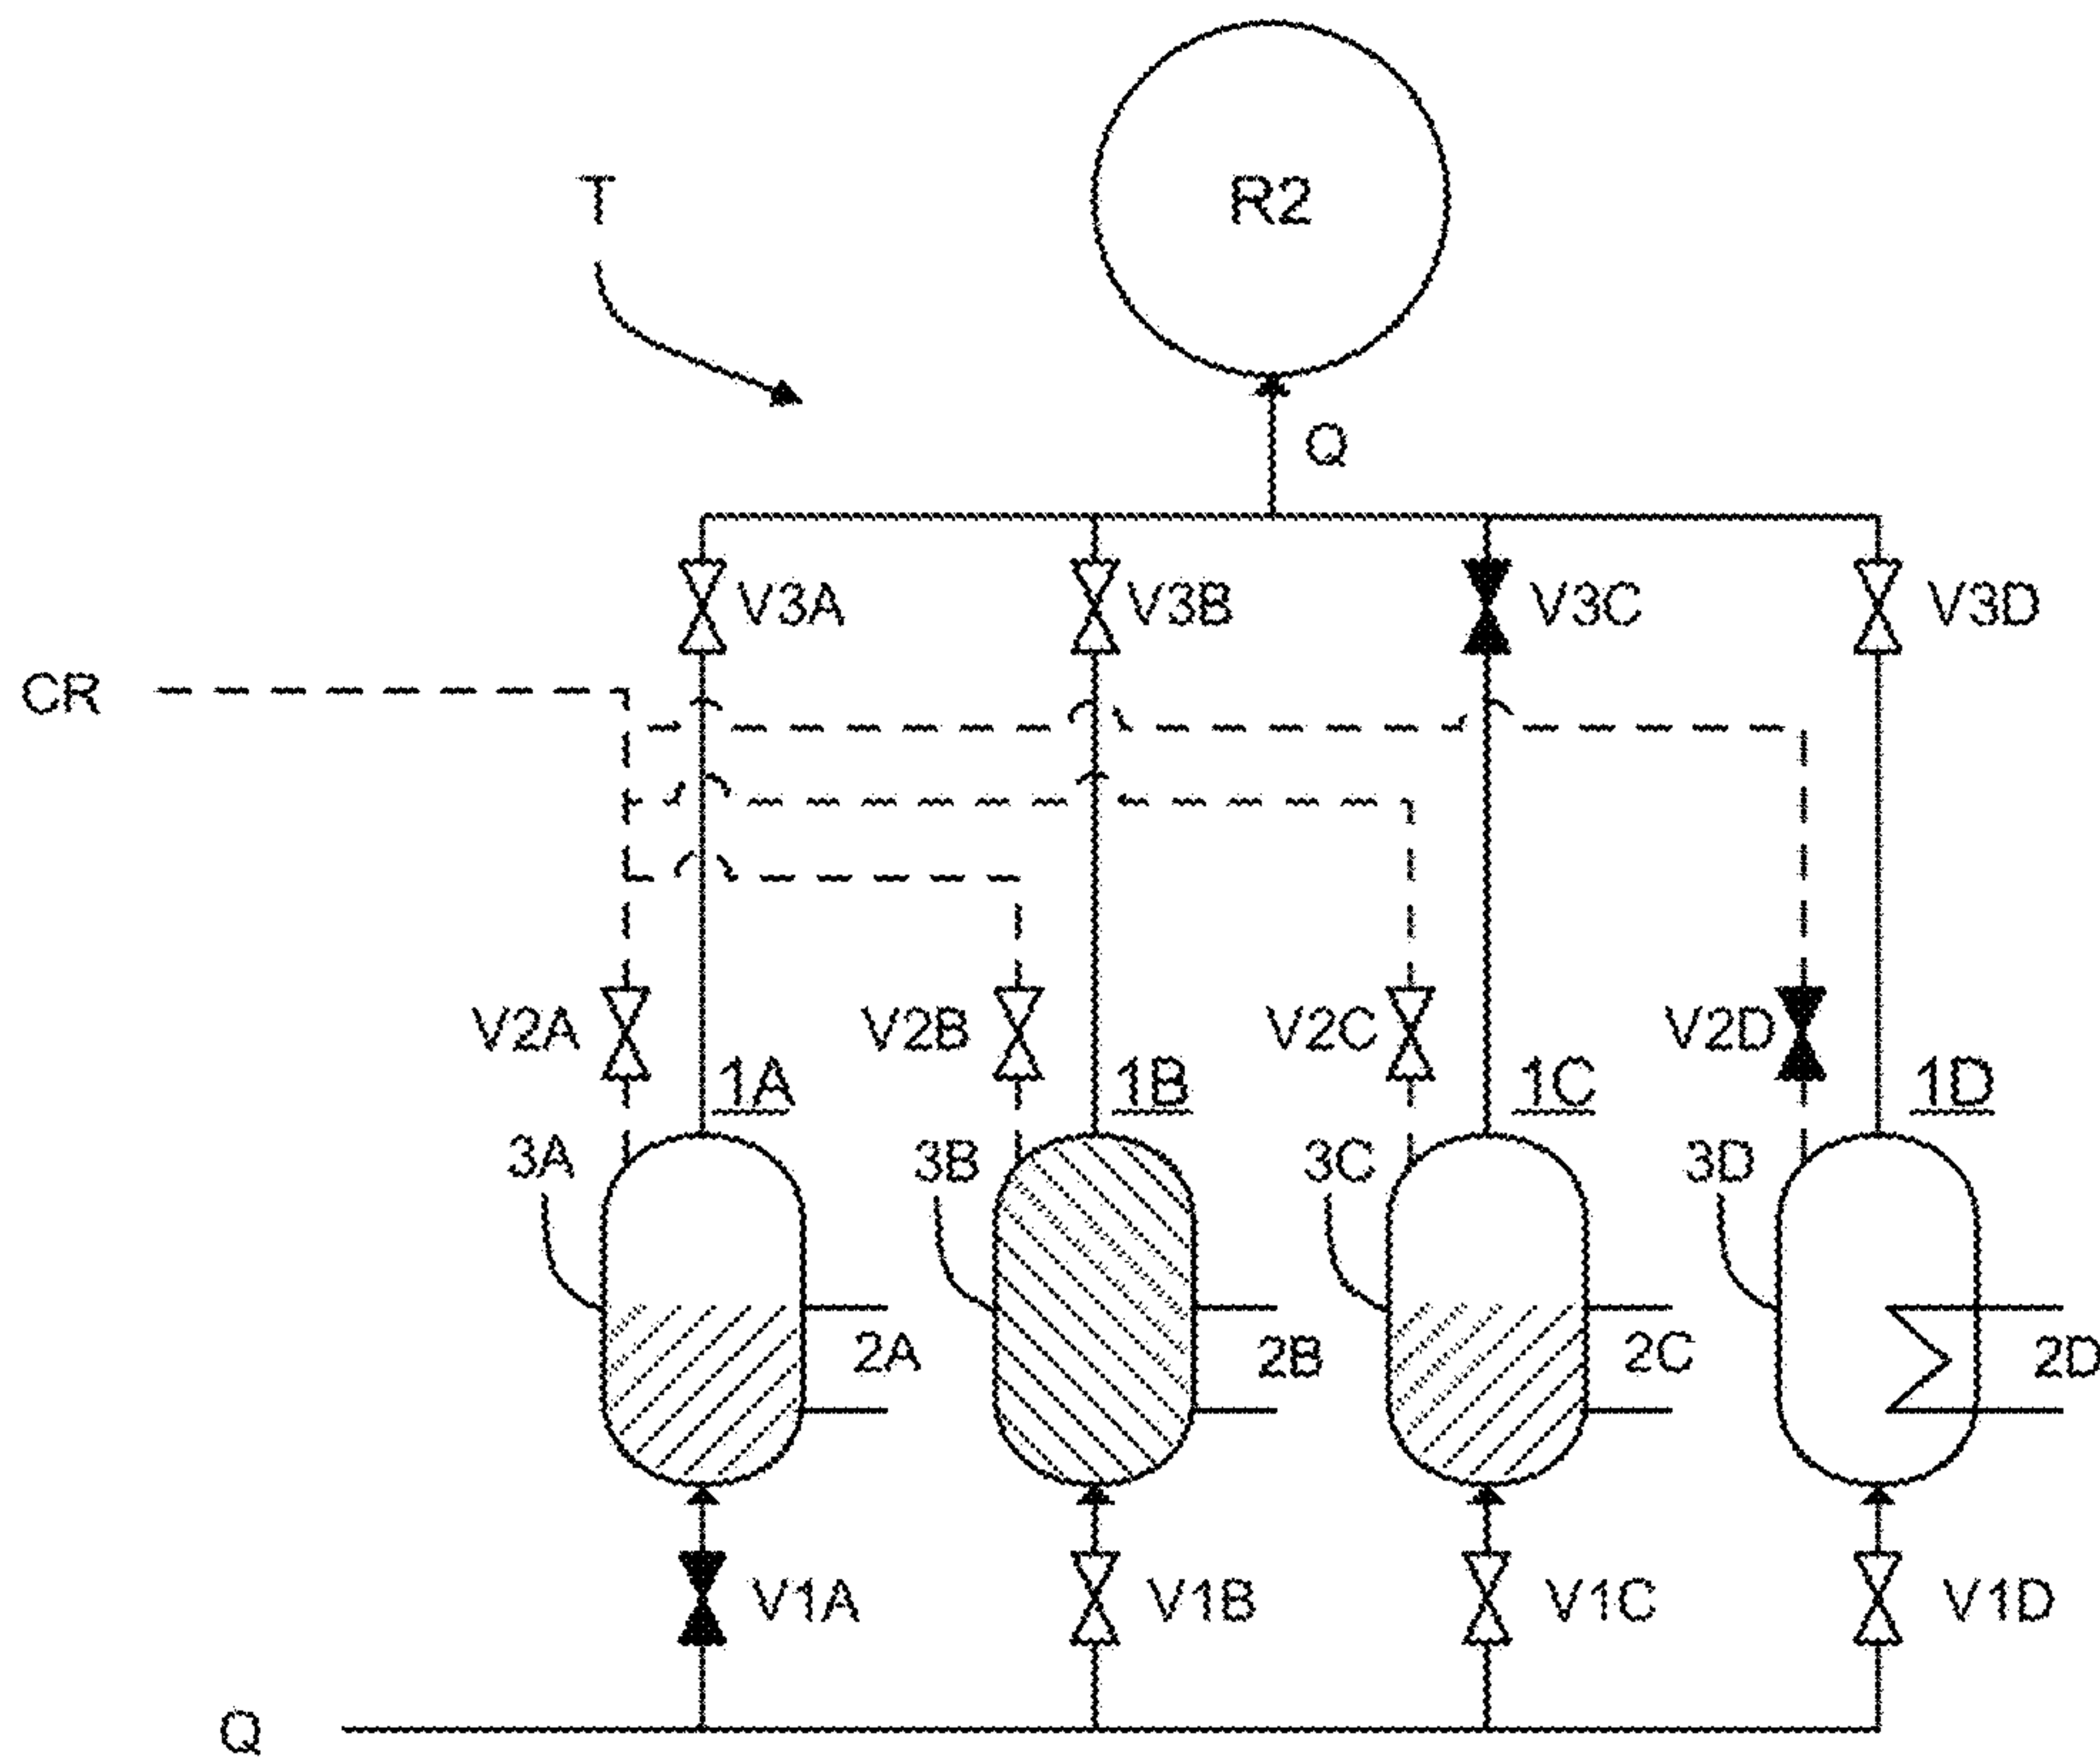 R2
T
Q
V3A V3B V3C V3D
CR
V2A V2B V2C V2D
1A 1B 1C 1D
3A 3B 3C 3D
2A 2B 2C 2D
V1A V1B V1C V1D
Q